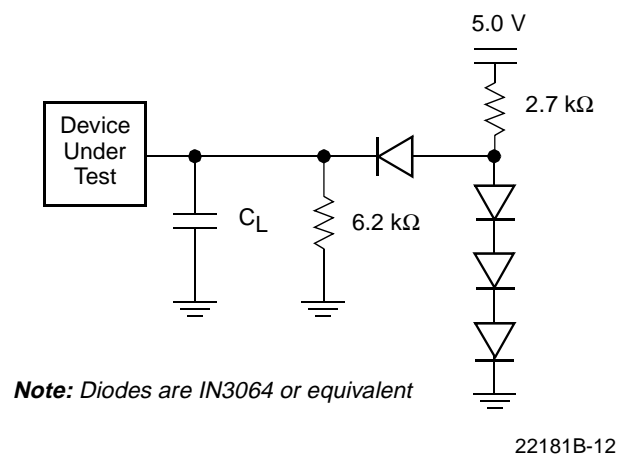 5.0 V
2.7 kΩ
Device
Under
Test
CL
6.2 kΩ
Note: Diodes are IN3064 or equivalent
22181B-12